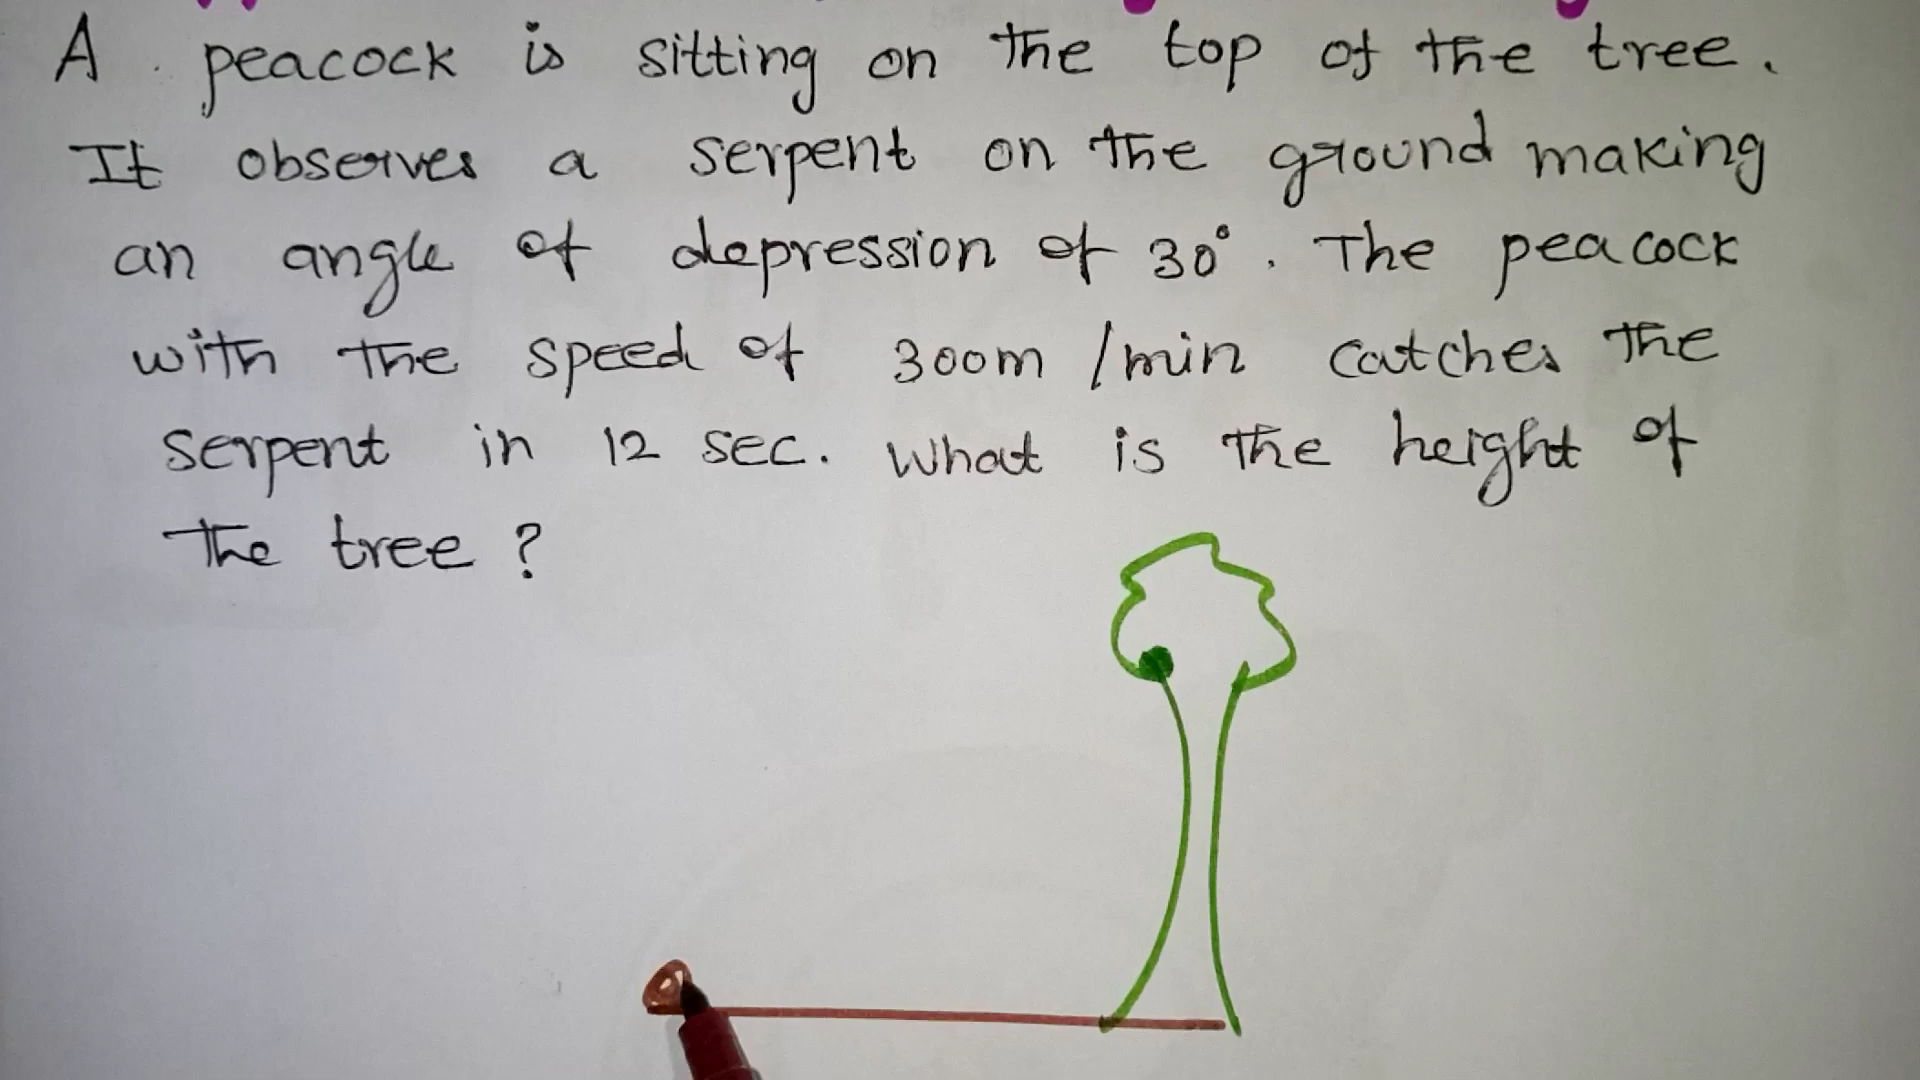 A peacock is sitting on the top of the tree.
It observes a serpent on the ground making
an angle of depression of 30°. The peacock
with the speed of 300m /min catches the
serpent in 12 sec. What is the height of
the tree?